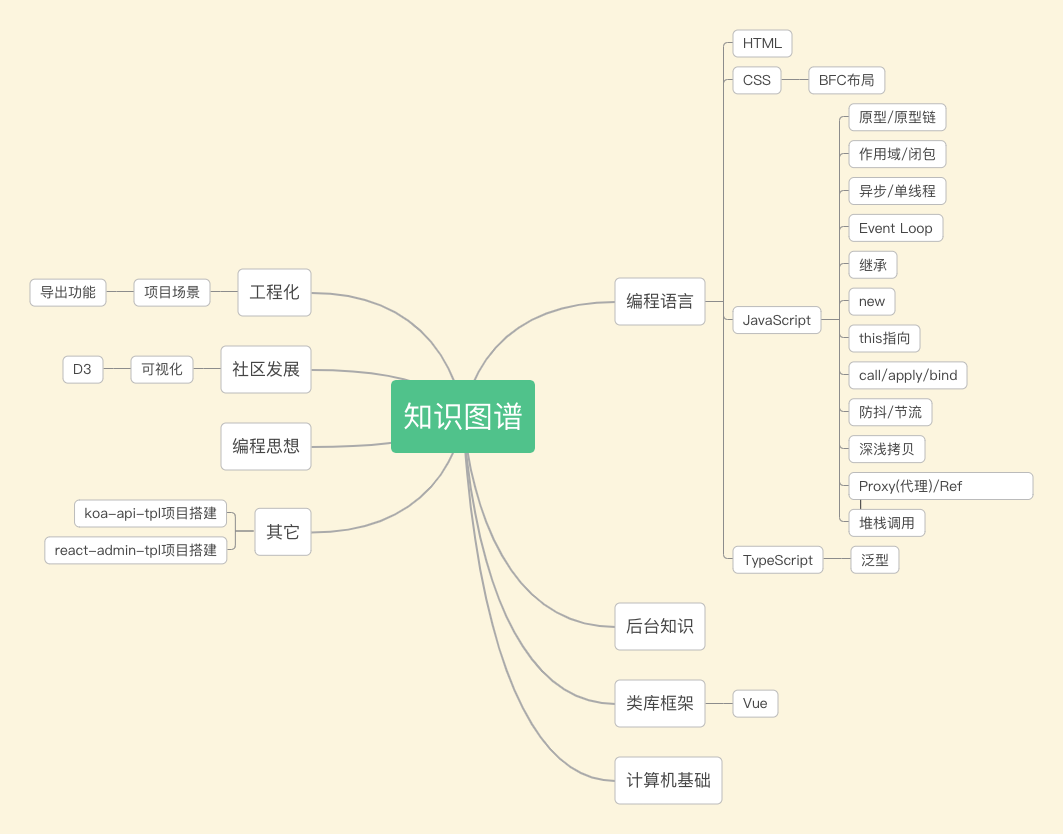 知识图谱
编程语言
HTML
CSS
BFC布局
JavaScript
原型/原型链
作用域/闭包
异步/单线程
Event Loop
继承
new
this指向
call/apply/bind
防抖/节流
深浅拷贝
Proxy(代理)/Ref
堆栈调用
TypeScript
泛型
后台知识
类库框架
Vue
计算机基础
工程化
项目场景
导出功能
社区发展
可视化
D3
编程思想
其它
koa-api-tpl项目搭建
react-admin-tpl项目搭建